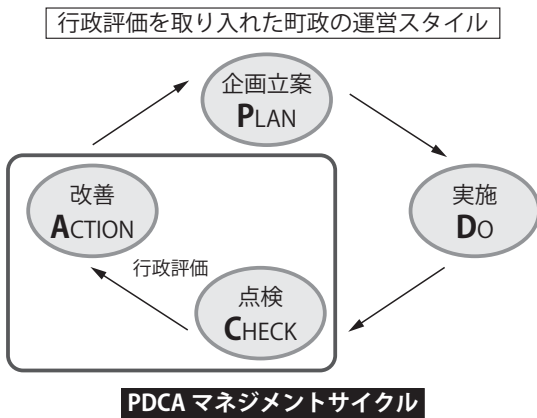 行政評価を取り入れた町政の運営スタイル
企画立案
PLAN
改善
ACTION
実施
DO
行政評価
点検
CHECK
PDCA マネジメントサイクル